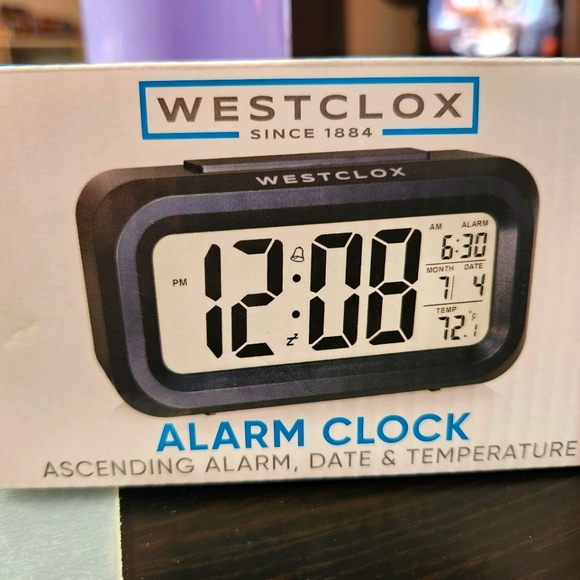 WESTCLOX
SINCE 1884
WESTCLOX
AM ALARM
PM 12:08 6:30
MONTH DATE
7 4
TEMP
Zz 72.°F
ALARM CLOCK
ASCENDING ALARM, DATE & TEMPERATURE